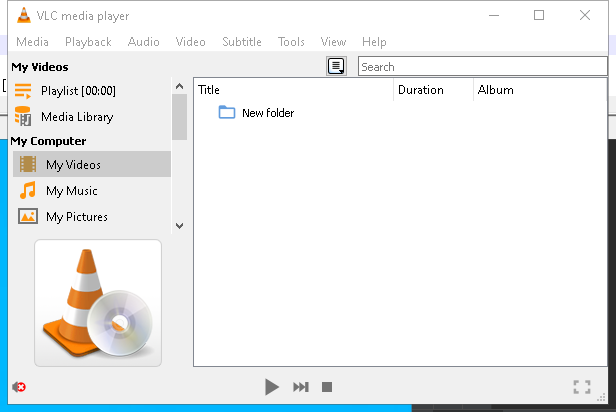 VLC media player
Media Playback Audio Video Subtitle Tools View Help
My Videos
Search
Playlist [00:00]
Media Library
My Computer
My Videos
My Music
My Pictures
Title Duration Album
New folder